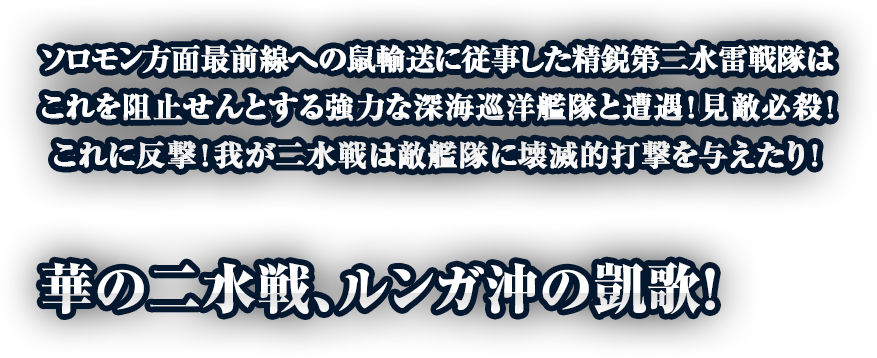 ソロモン方面最前線への鼠輸送に従事した精鋭第二水雷戦隊は
これを阻止せんとする強力な深海巡洋艦隊と遭遇！見敵必殺！
これに反撃！我が二水戦は敵艦隊に壊滅的打撃を与えたり！
華の二水戦、ルンガ沖の凱歌！